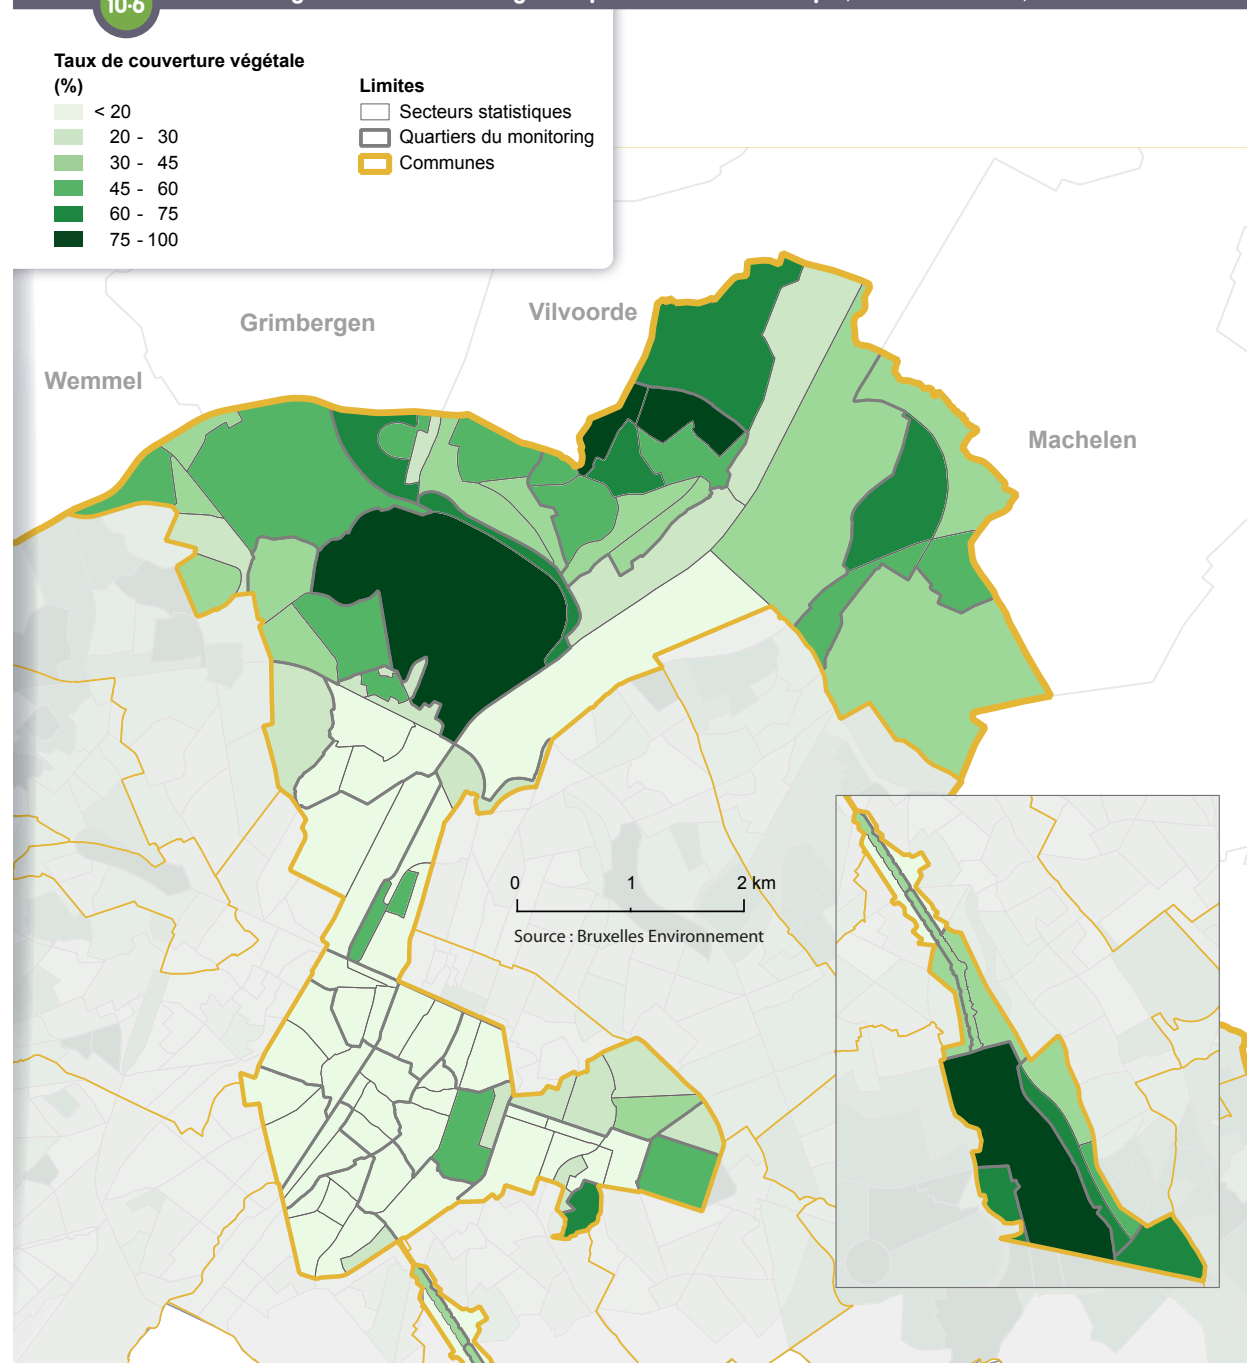 10·6
Taux de couverture végétale
(%)
< 20
20 - 30
30 - 45
45 - 60
60 - 75
75 - 100
Limites
Secteurs statistiques
Quartiers du monitoring
Communes
Vilvoorde
Grimbergen
Wemmel
Machelen
0 1 2 km
Source : Bruxelles Environnement